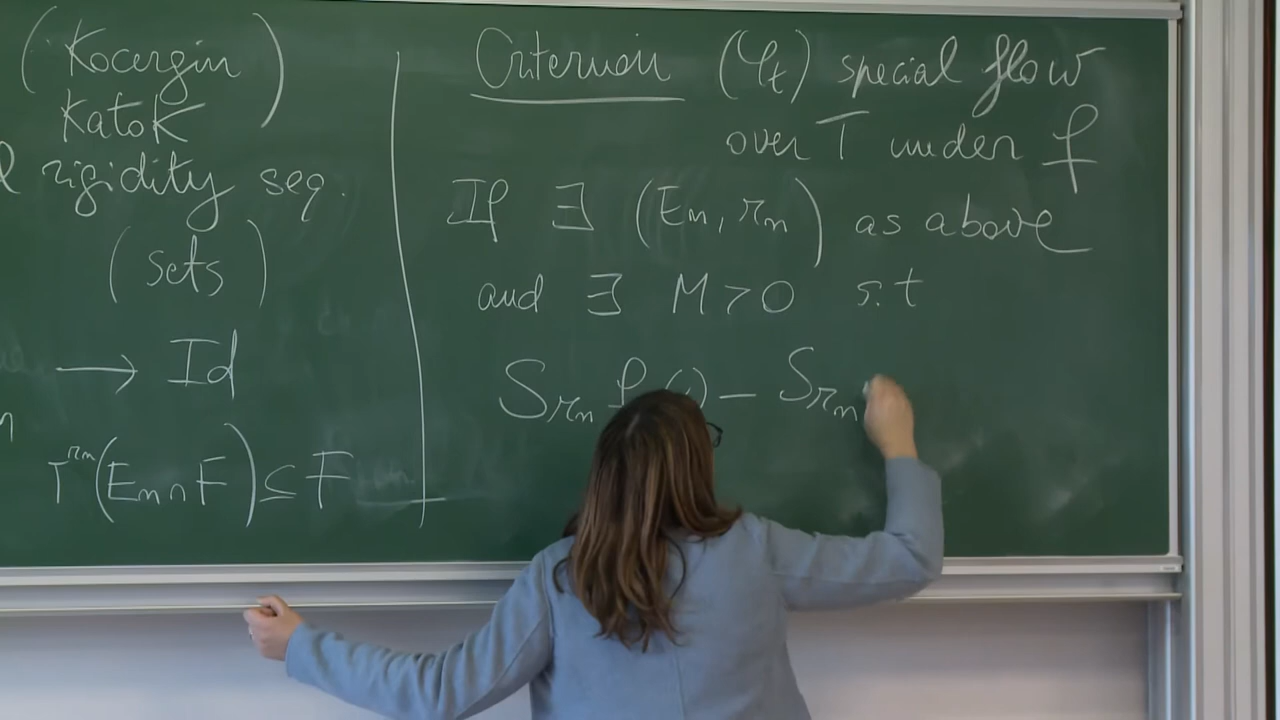 (Kocergin
Katok)
rigidity seq.
(sets)
⟶ Id
T^{r_n}(E_n ∩ F) ⊆ F
Criterion (φ_t) special flow
over T under f
If ∃ (E_n, r_n) as above
and ∃ M>0 s.t
S_{r_n} f( ) − S_{r_n}